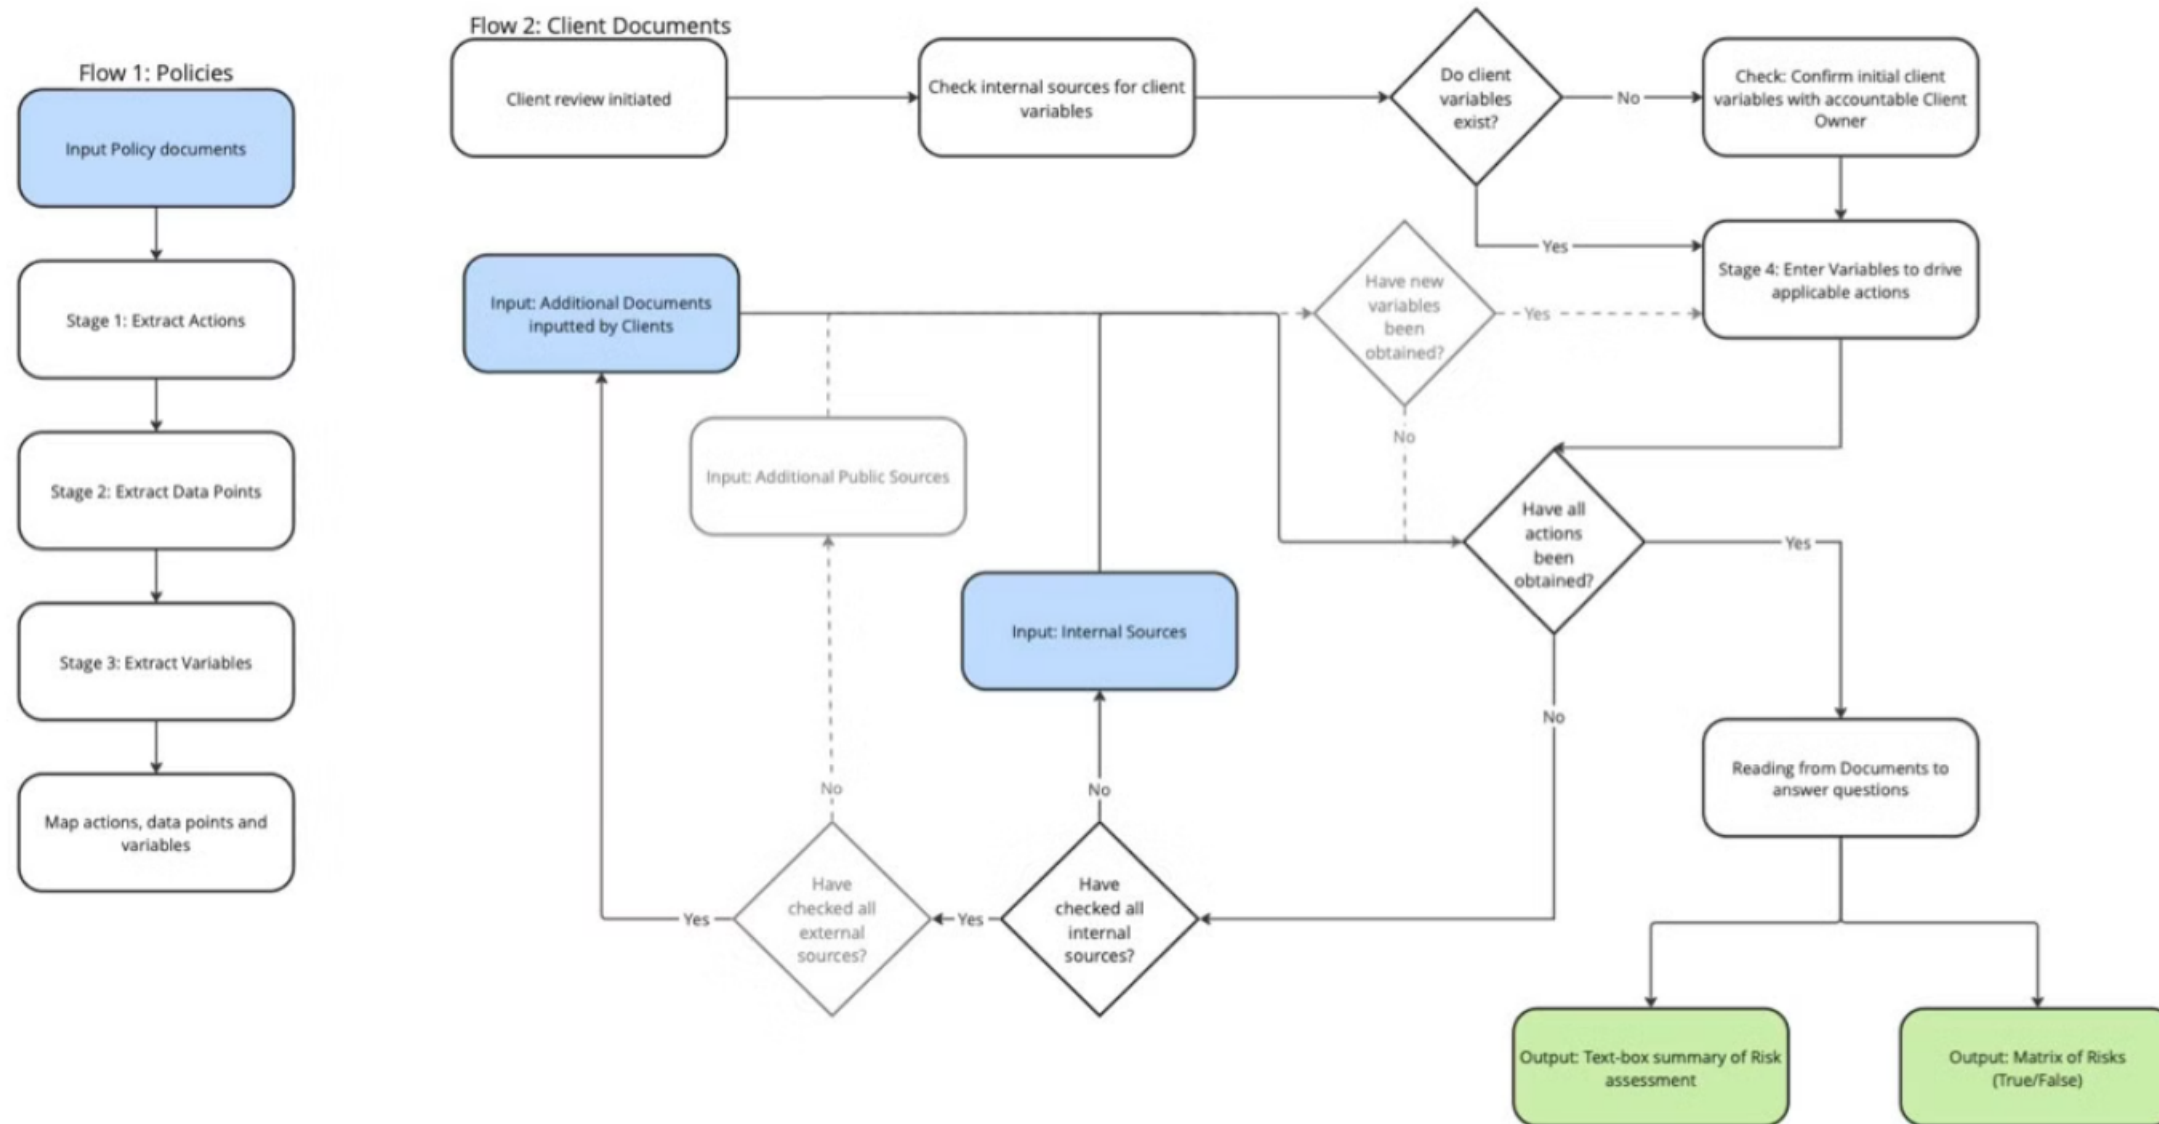 Flow 1: Policies
Input Policy documents
Stage 1: Extract Actions
Stage 2: Extract Data Points
Stage 3: Extract Variables
Map actions, data points and
variables
Flow 2: Client Documents
Client review initiated
Check internal sources for client
variables
Do client
variables
exist?
No
Check: Confirm initial client
variables with accountable Client
Owner
Yes
Stage 4: Enter Variables to drive
applicable actions
Input: Additional Documents
inputted by Clients
Have new
variables
been
obtained?
Yes
No
Input: Additional Public Sources
Have all
actions
been
obtained?
Yes
No
Input: Internal Sources
Reading from Documents to
answer questions
No
No
Have
checked all
external
sources?
Yes
Have
checked all
internal
sources?
Yes
Output: Text-box summary of Risk
assessment
Output: Matrix of Risks
(True/False)